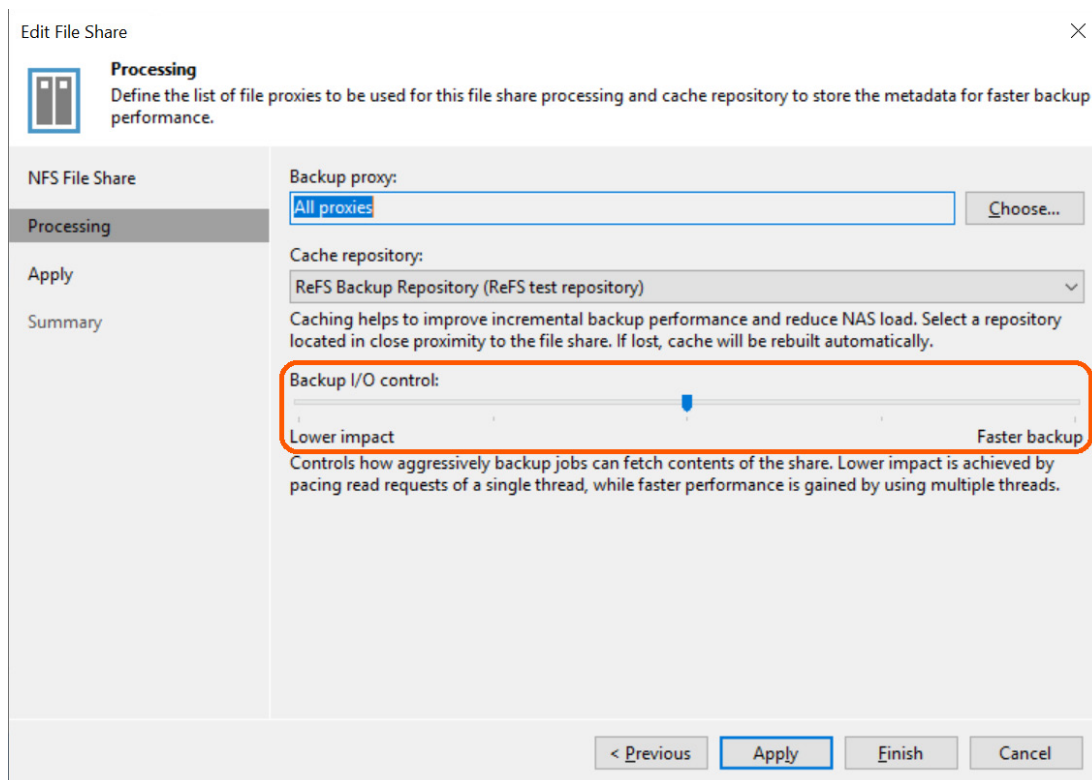 Edit File Share
Processing
Define the list of file proxies to be used for this file share processing and cache repository to store the metadata for faster backup
performance.
NFS File Share
Processing
Apply
Summary
Backup proxy:
All proxies
Choose...
Cache repository:
ReFS Backup Repository (ReFS test repository)
Caching helps to improve incremental backup performance and reduce NAS load. Select a repository
located in close proximity to the file share. If lost, cache will be rebuilt automatically.
Backup I/O control:
Lower impact
Faster backup
Controls how aggressively backup jobs can fetch contents of the share. Lower impact is achieved by
pacing read requests of a single thread, while faster performance is gained by using multiple threads.
< Previous
Apply
Finish
Cancel